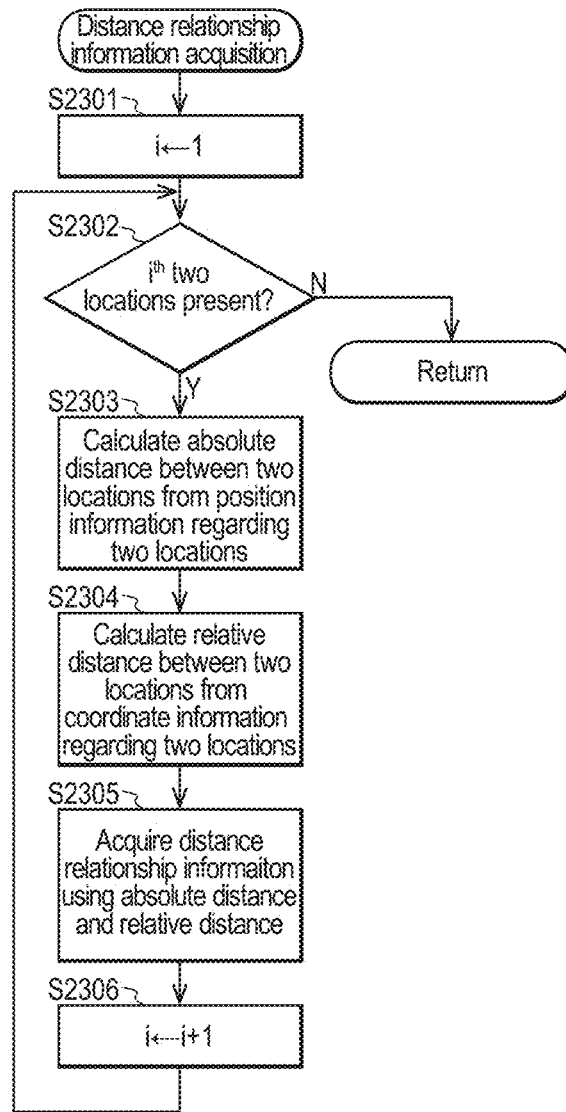 Distance relationship
information acquisition
S2301
i←1
S2302
i^th two
locations present?
N
Return
Y
S2303
Calculate absolute
distance between two
locations from position
information regarding
two locations
S2304
Calculate relative
distance between two
locations from
coordinate information
regarding two locations
S2305
Acquire distance
relationship informaiton
using absolute distance
and relative distance
S2306
i←i+1